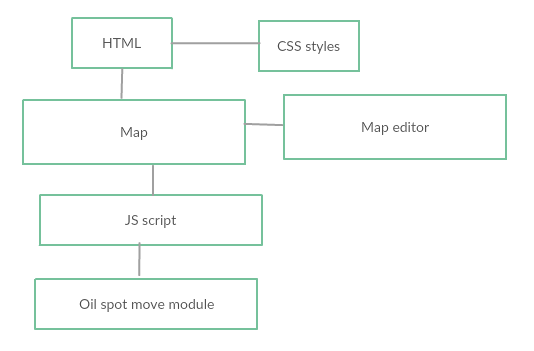 HTML
CSS styles
Map
Map editor
JS script
Oil spot move module